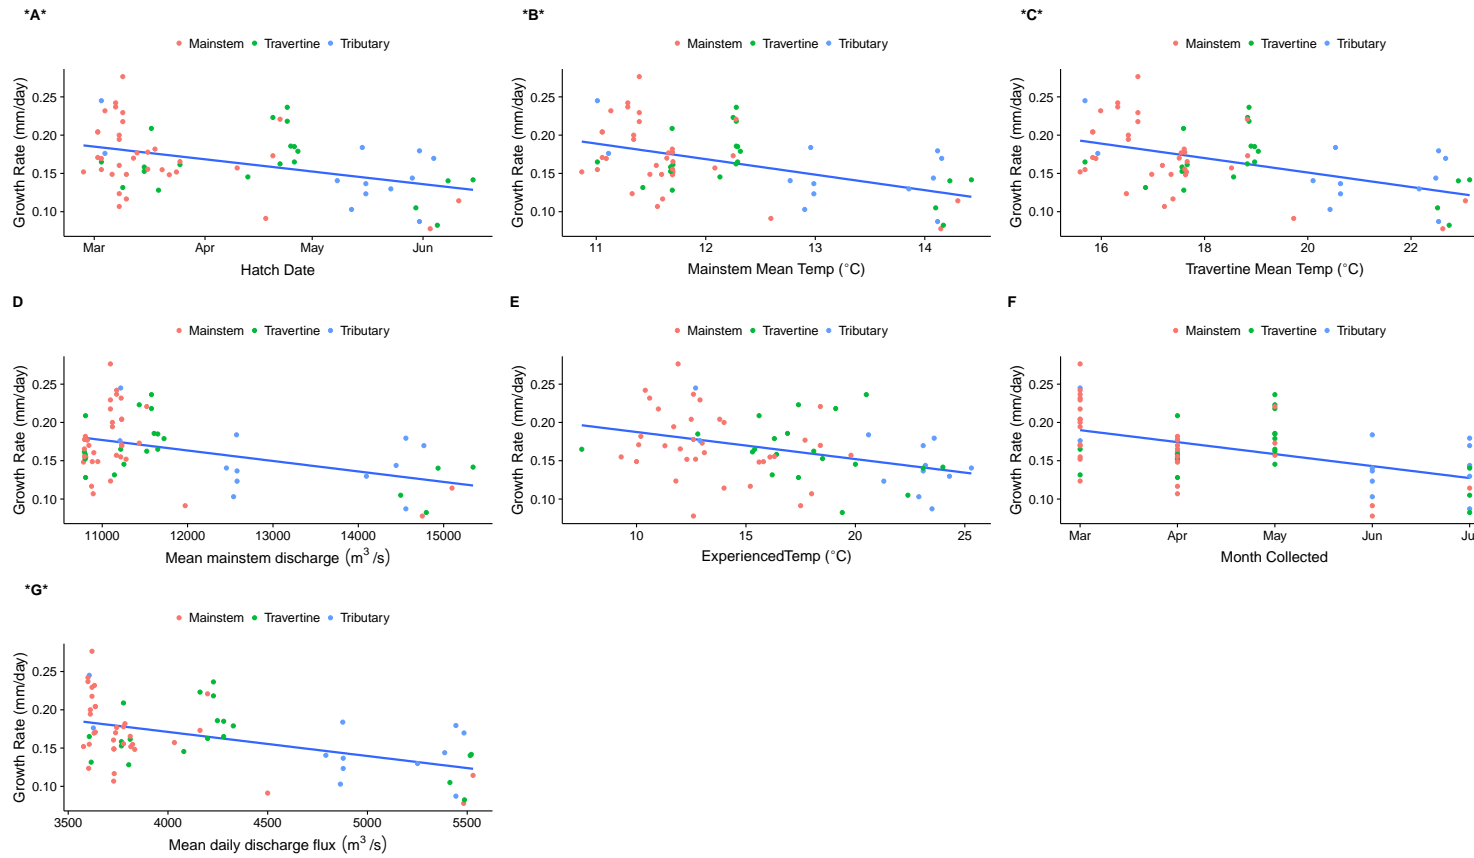 *A* *B* *C*
Mainstem Travertine Tributary Mainstem Travertine Tributary Mainstem Travertine Tributary
Growth Rate (mm/day) Growth Rate (mm/day) Growth Rate (mm/day)
0.25 0.25 0.25
0.20 0.20 0.20
0.15 0.15 0.15
0.10 0.10 0.10
Mar Apr May Jun 11 12 13 14 16 18 20 22
Hatch Date Mainstem Mean Temp (°C) Travertine Mean Temp (°C)
D E F
Mainstem Travertine Tributary Mainstem Travertine Tributary Mainstem Travertine Tributary
Growth Rate (mm/day) Growth Rate (mm/day) Growth Rate (mm/day)
0.25 0.25 0.25
0.20 0.20 0.20
0.15 0.15 0.15
0.10 0.10 0.10
11000 12000 13000 14000 15000 10 15 20 25 Mar Apr May Jun Ju
Mean mainstem discharge (m³/s) ExperiencedTemp (°C) Month Collected
*G*
Mainstem Travertine Tributary
Growth Rate (mm/day)
0.25
0.20
0.15
0.10
3500 4000 4500 5000 5500
Mean daily discharge flux (m³/s)